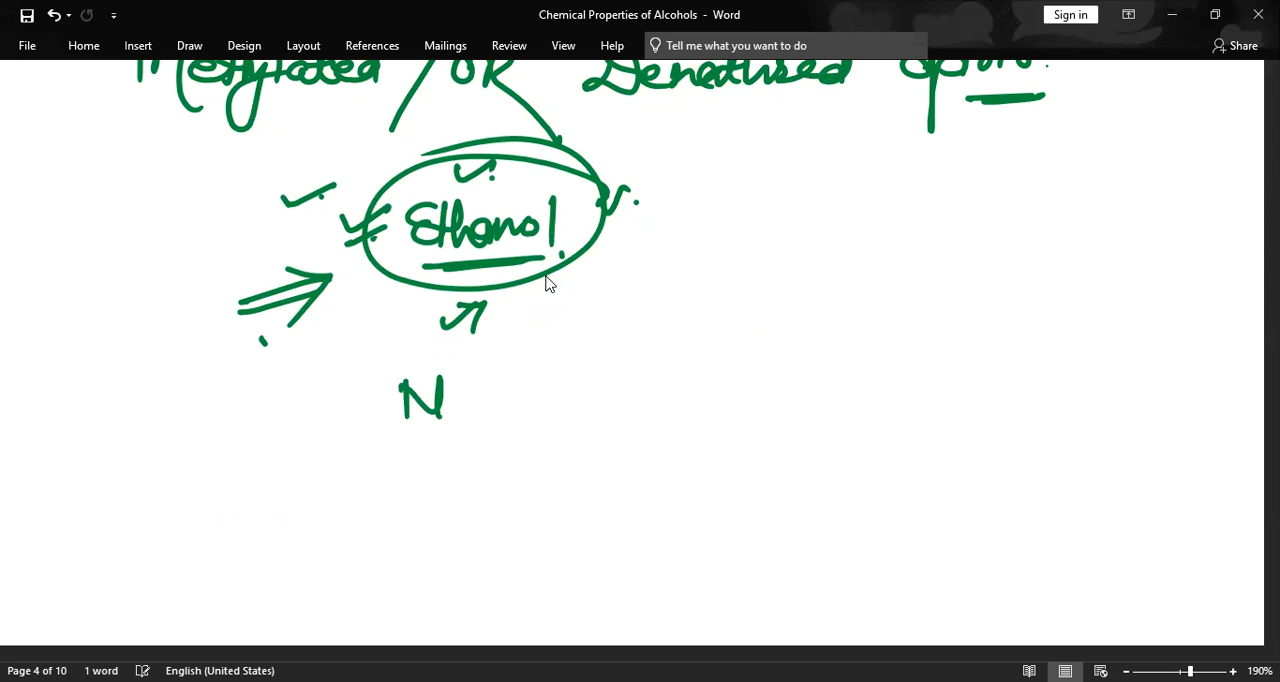 Chemical Properties of Alcohols - Word
Sign in
File Home Insert Draw Design Layout References Mailings Review View Help Tell me what you want to do Share
Methylated / OR Denatured Spirit.
Ethanol.
N
Page 4 of 10 1 word English (United States) 190%